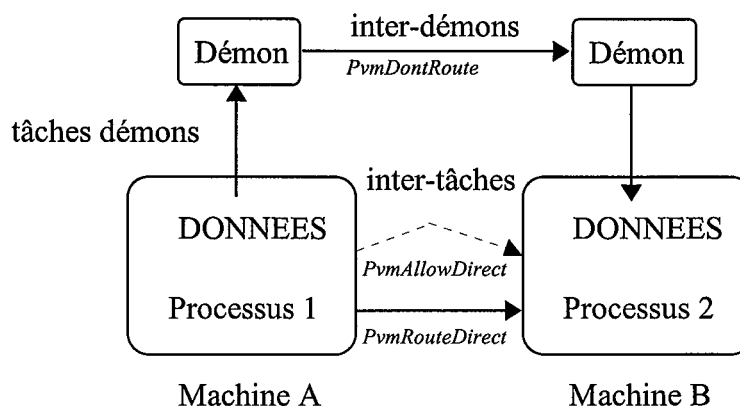 inter-démons
Démon
Démon
PvmDontRoute
tâches démons
inter-tâches
DONNEES
DONNEES
PvmAllowDirect
Processus 1
Processus 2
PvmRouteDirect
Machine A
Machine B